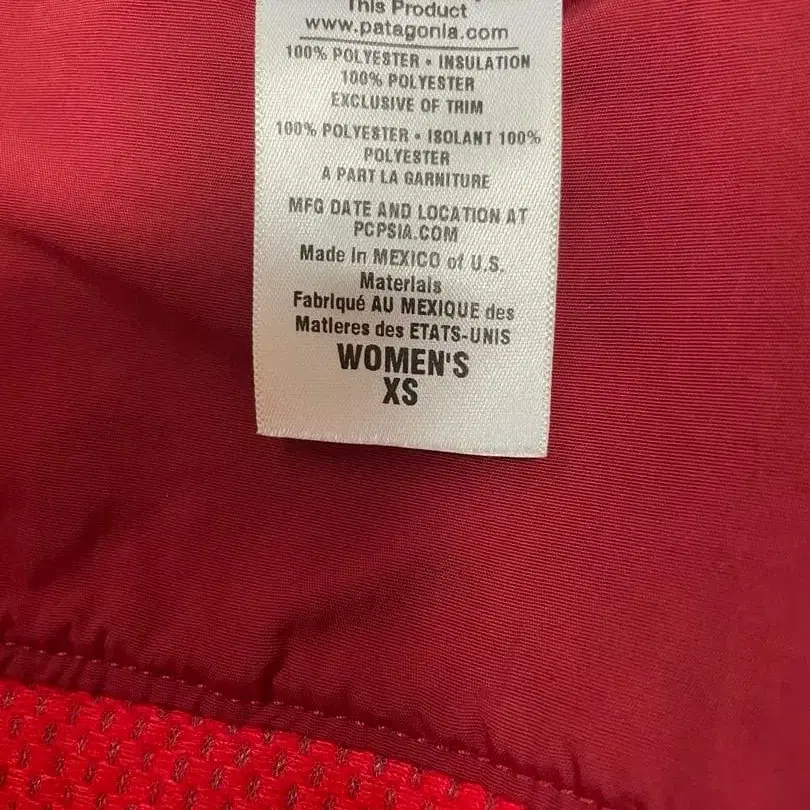 This Product
www.patagonia.com
100% POLYESTER • INSULATION
100% POLYESTER
EXCLUSIVE OF TRIM
100% POLYESTER • ISOLANT 100%
POLYESTER
A PART LA GARNITURE
MFG DATE AND LOCATION AT
PCPSIA.COM
Made in MEXICO of U.S.
Materials
Fabriqué AU MEXIQUE des
Matieres des ETATS-UNIS
WOMEN'S
XS